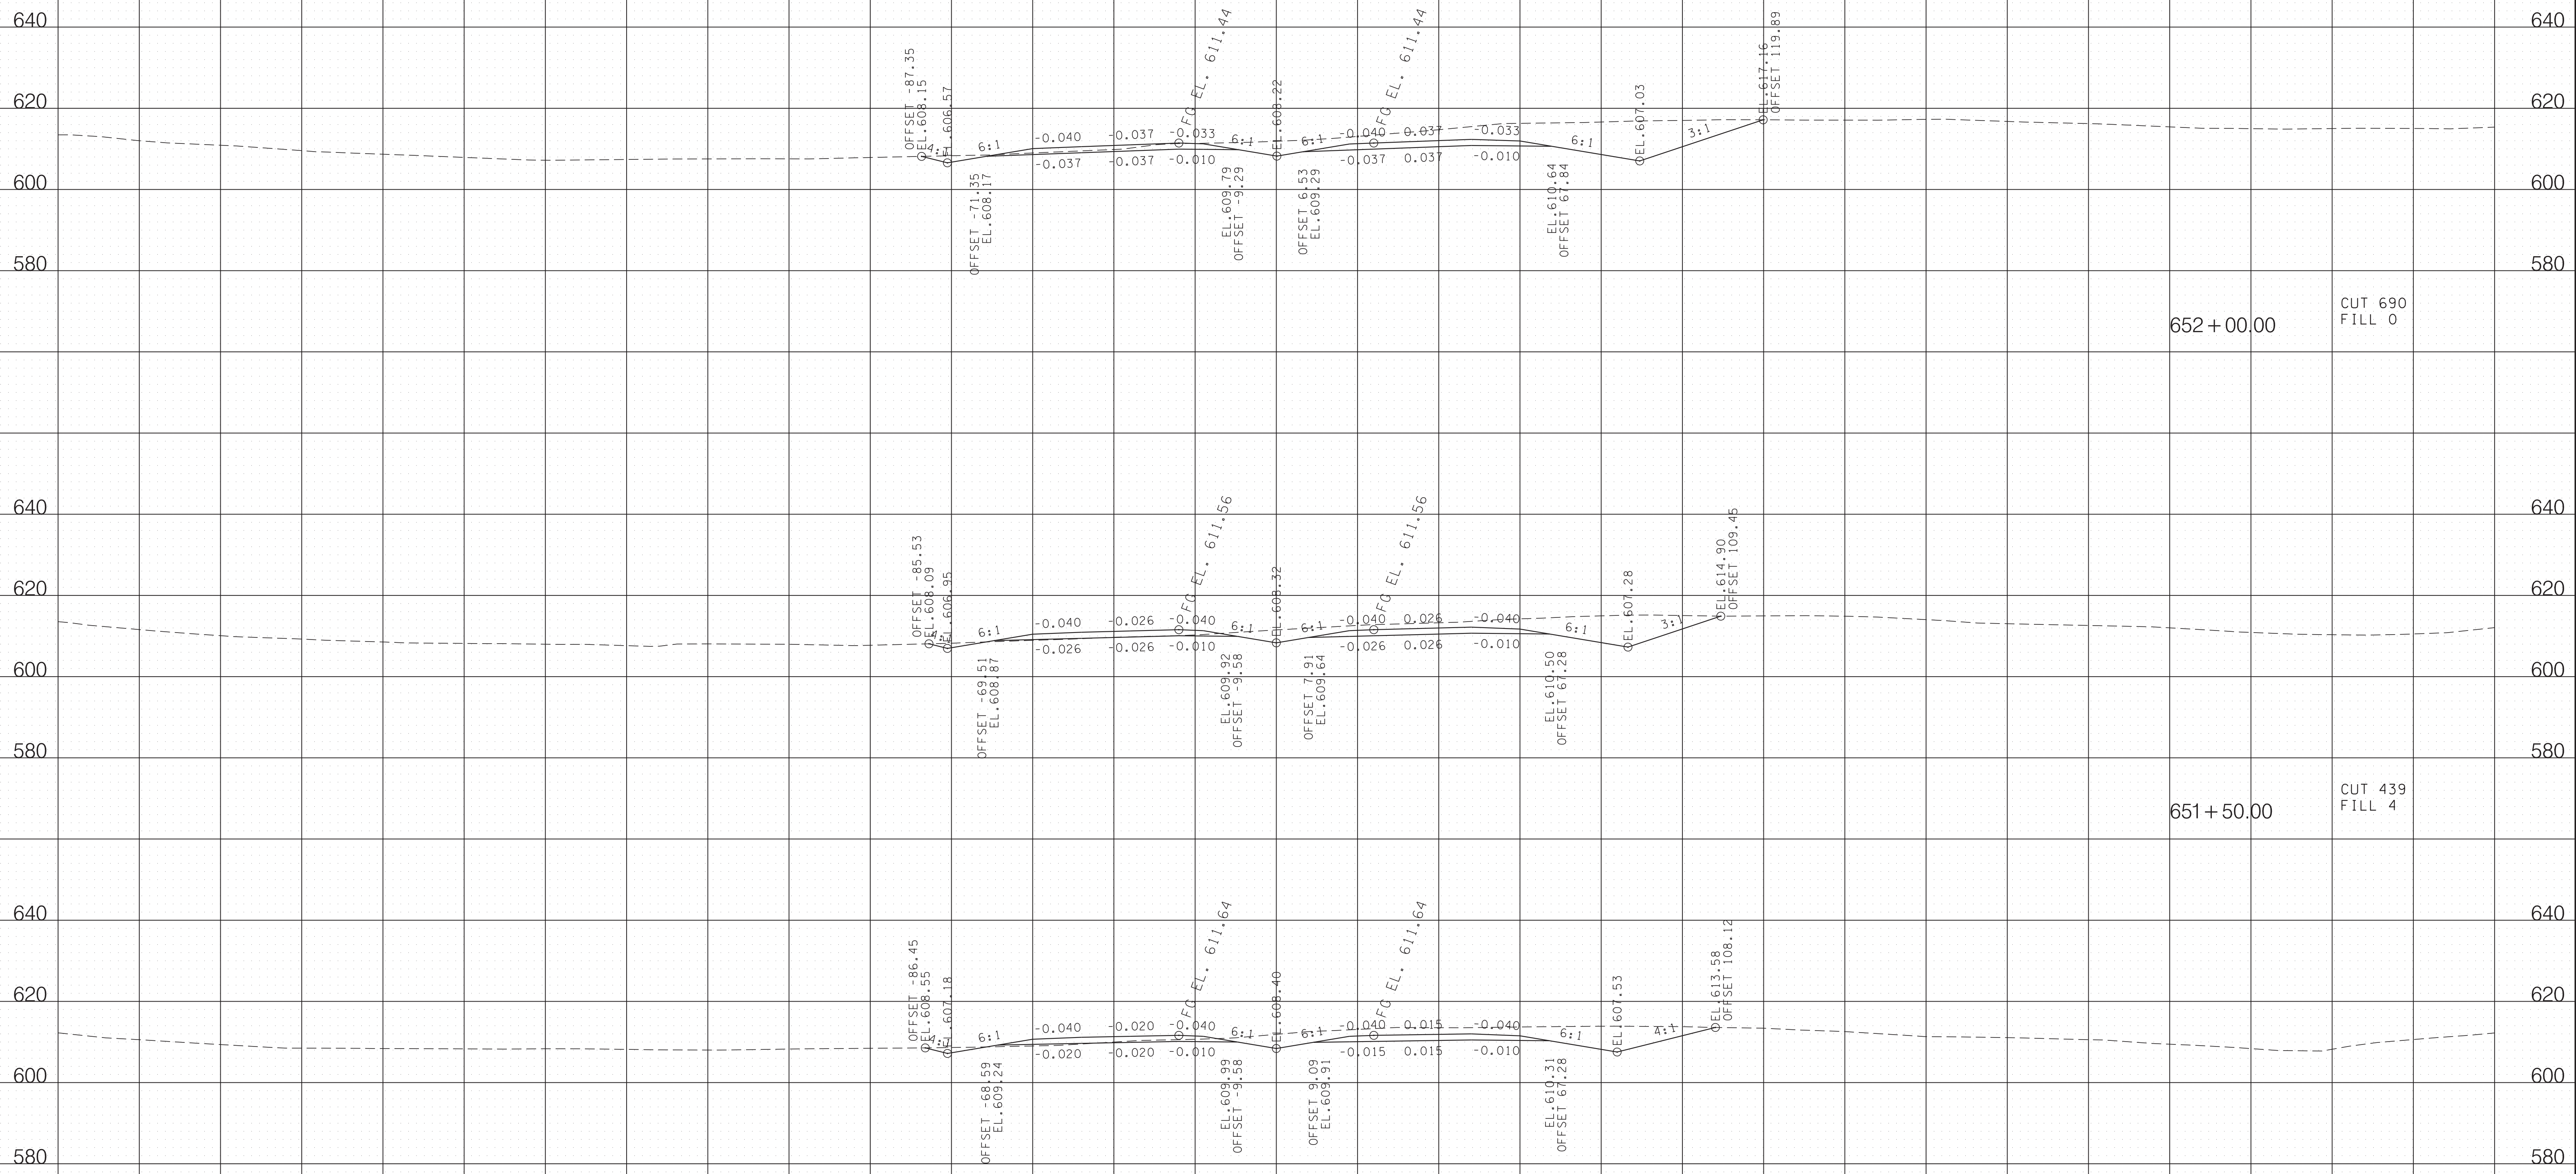 640 640
OFFSET -87.35
EL.608.15
EL.606.57
FG EL. 611.44
EL.608.22
FG EL. 611.44
EL.607.03
EL.617.16
OFFSET 119.89
620 620
4:1 6:1 -0.040 -0.037 -0.033 6:1 6:1 -0.040 0.037 -0.033 6:1 3:1
-0.037 -0.037 -0.010 -0.037 0.037 -0.010
600 600
OFFSET -71.35
EL.608.17
EL.609.79
OFFSET -9.29
OFFSET 6.53
EL.609.29
EL.610.64
OFFSET 67.84
580 580
CUT 690
652+00.00
FILL 0
640 640
OFFSET -85.53
EL.608.09
EL.606.95
FG EL. 611.56
EL.608.32
FG EL. 611.56
EL.607.28
EL.614.90
OFFSET 109.45
620 620
6:1 -0.040 -0.026 -0.040 6:1 6:1 -0.040 0.026 -0.040 6:1 3:1
-0.026 -0.026 -0.010 -0.026 0.026 -0.010
600 600
OFFSET -69.51
EL.608.87
EL.609.92
OFFSET -9.58
OFFSET 7.91
EL.609.64
EL.610.50
OFFSET 67.28
580 580
CUT 439
651+50.00
FILL 4
640 640
OFFSET -86.45
EL.608.55
EL.607.18
FG EL. 611.64
EL.608.40
FG EL. 611.64
EL.607.53
EL.613.58
OFFSET 108.12
620 620
4:1 6:1 -0.040 -0.020 -0.040 6:1 6:1 -0.040 0.015 -0.040 6:1 4:1
-0.020 -0.020 -0.010 -0.015 0.015 -0.010
600 600
OFFSET -68.59
EL.609.24
EL.609.99
OFFSET -9.58
OFFSET 9.09
EL.609.91
EL.610.31
OFFSET 67.28
580 580